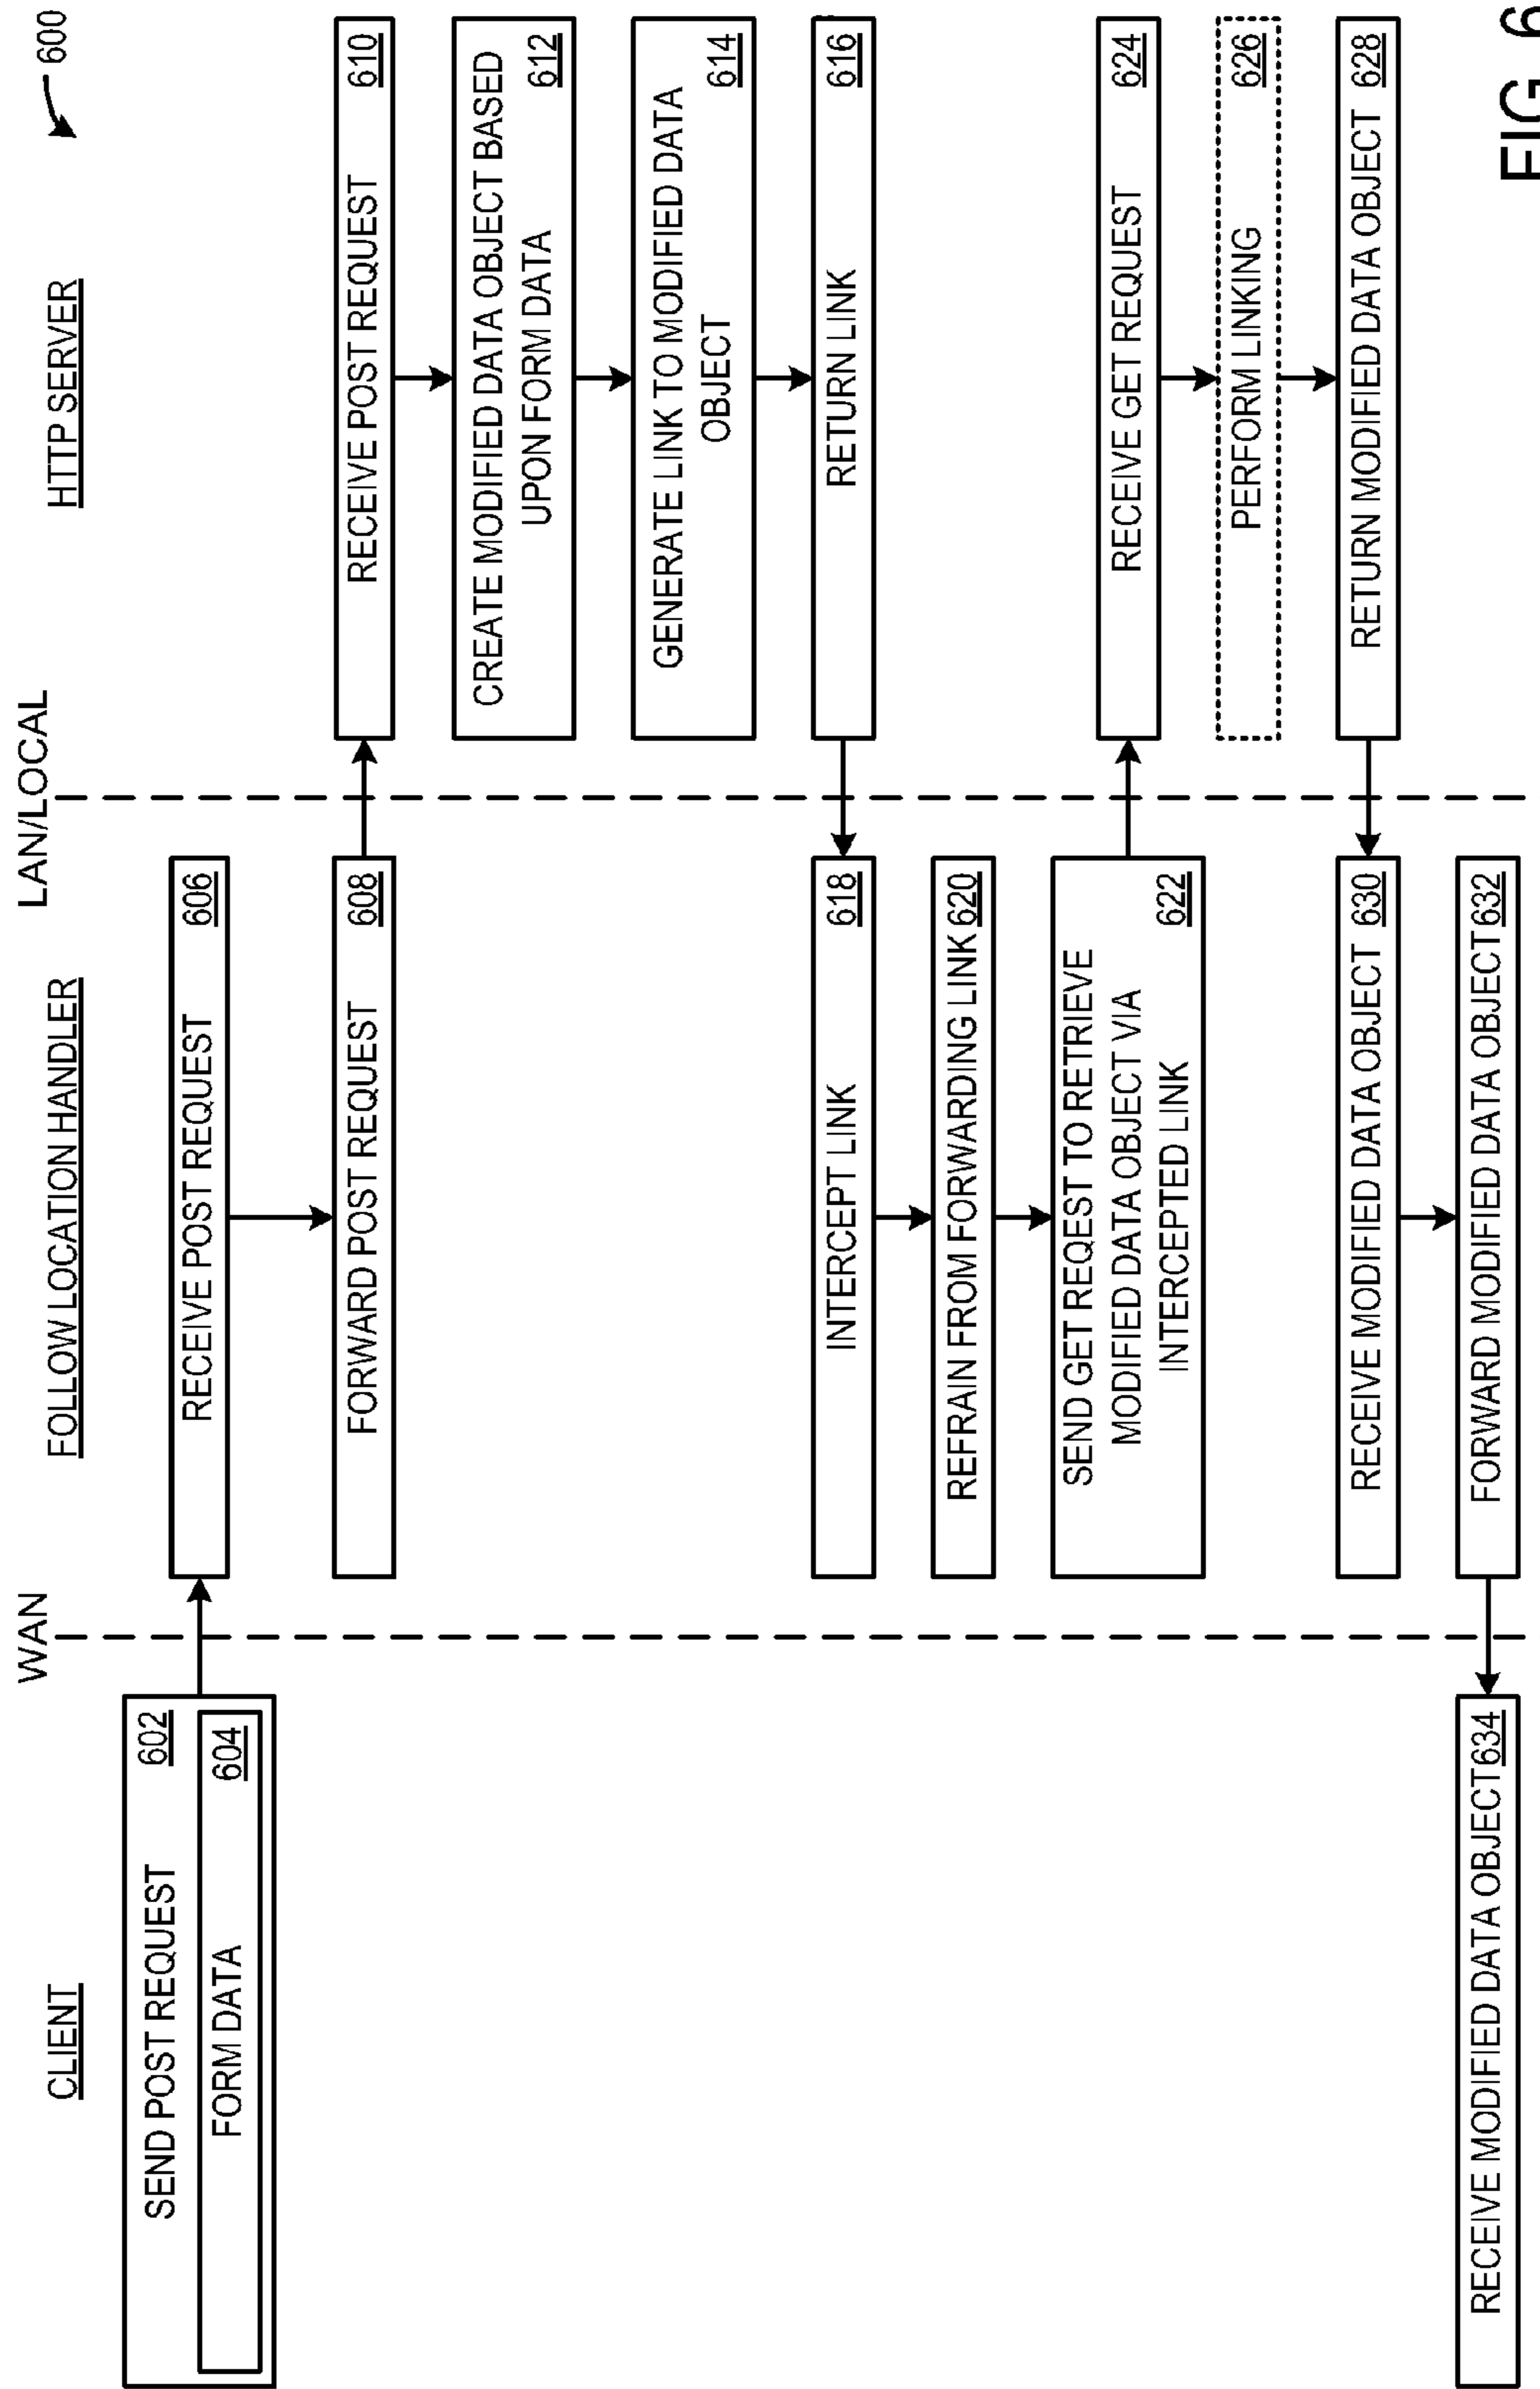 600
WAN
LAN/LOCAL
CLIENT
FOLLOW LOCATION HANDLER
HTTP SERVER
SEND POST REQUEST 602
FORM DATA 604
RECEIVE POST REQUEST 606
FORWARD POST REQUEST 608
RECEIVE POST REQUEST 610
CREATE MODIFIED DATA OBJECT BASED
UPON FORM DATA 612
GENERATE LINK TO MODIFIED DATA
OBJECT 614
RETURN LINK 616
INTERCEPT LINK 618
REFRAIN FROM FORWARDING LINK 620
SEND GET REQEST TO RETRIEVE
MODIFIED DATA OBJECT VIA
INTERCEPTED LINK 622
RECEIVE GET REQUEST 624
PERFORM LINKING 626
RETURN MODIFIED DATA OBJECT 628
RECEIVE MODIFIED DATA OBJECT 630
FORWARD MODIFIED DATA OBJECT 632
RECEIVE MODIFIED DATA OBJECT 634
FIG 6